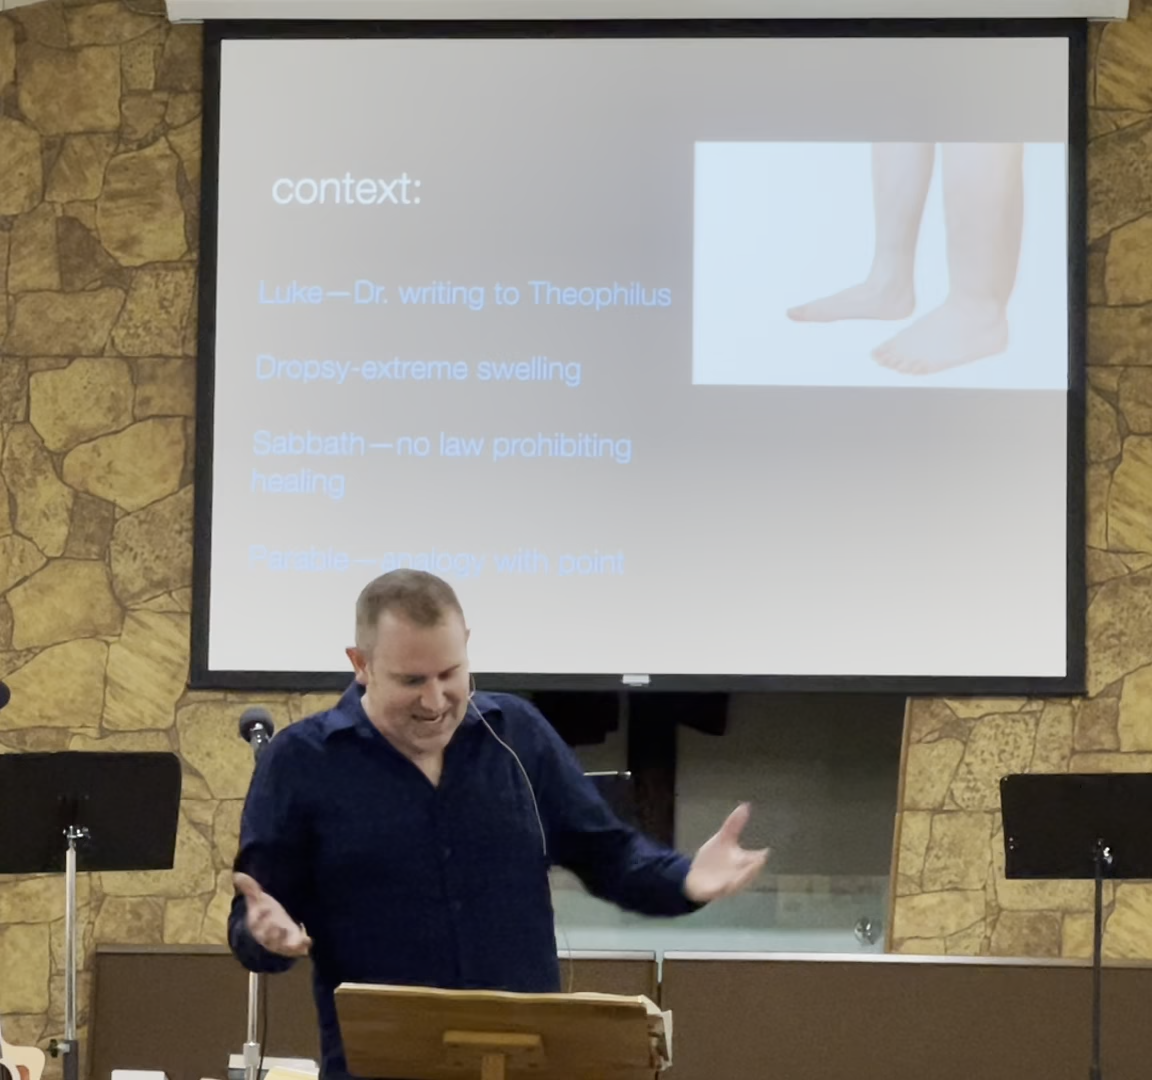 context:
Luke—Dr. writing to Theophilus
Dropsy-extreme swelling
Sabbath—no law prohibiting
healing
Parable—analogy with point